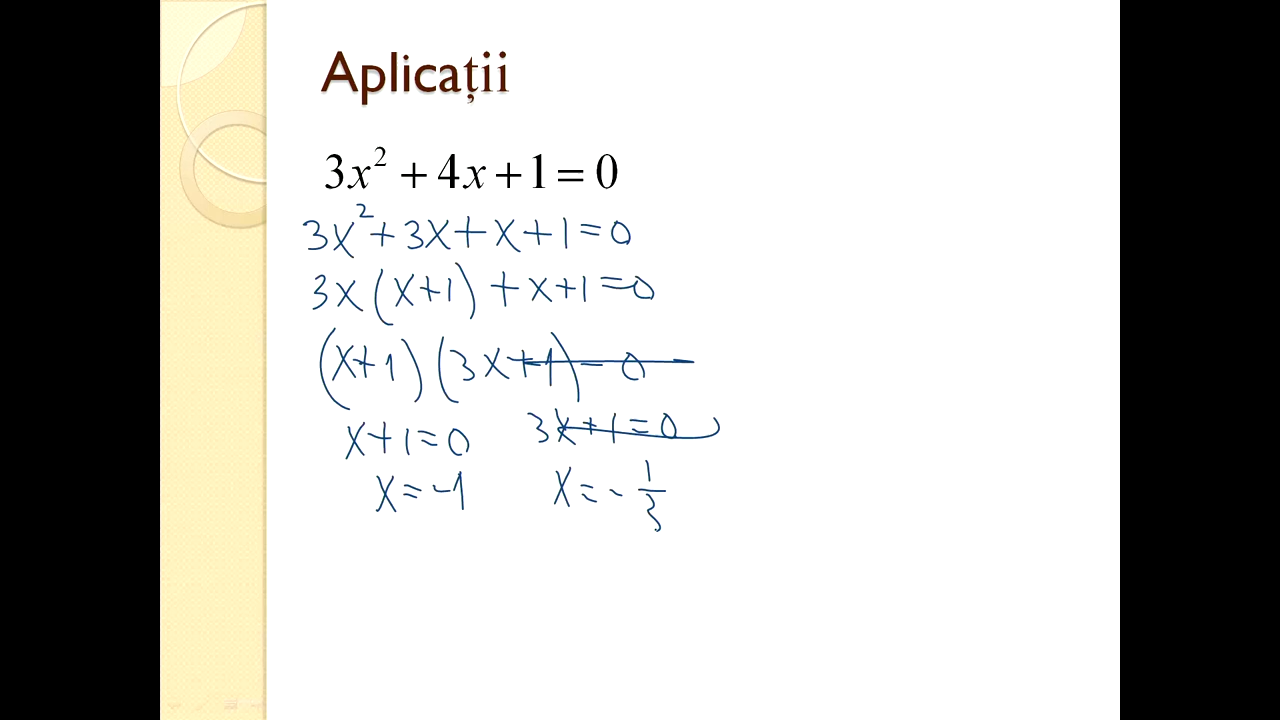 Aplicații
3x² + 4x + 1 = 0
3x² + 3x + x + 1 = 0
3x (x+1) + x+1 = 0
(x+1) (3x+1) = 0
x+1=0 3x+1=0
x=-1 x=-1/3